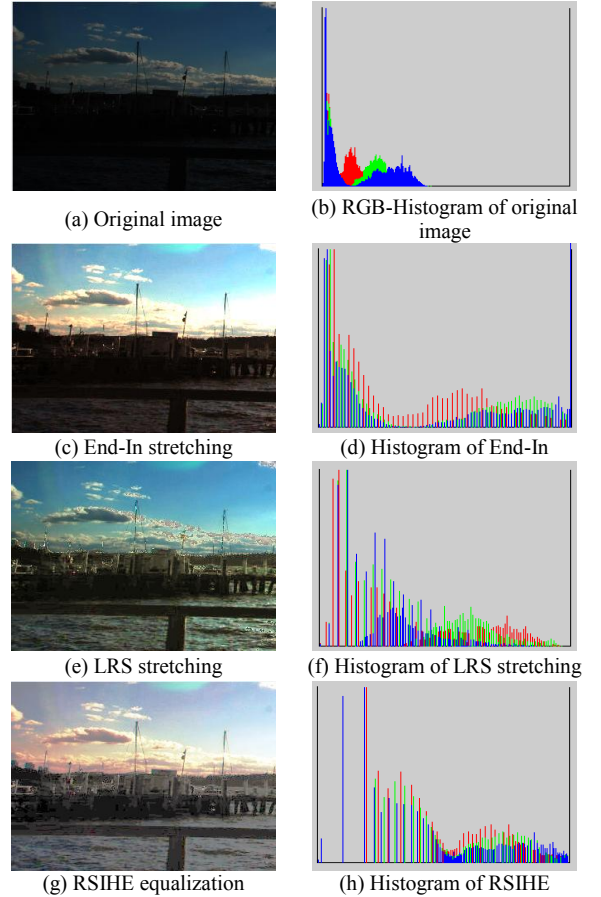 (a) Original image
(b) RGB-Histogram of original
image
(c) End-In stretching
(d) Histogram of End-In
(e) LRS stretching
(f) Histogram of LRS stretching
(g) RSIHE equalization
(h) Histogram of RSIHE